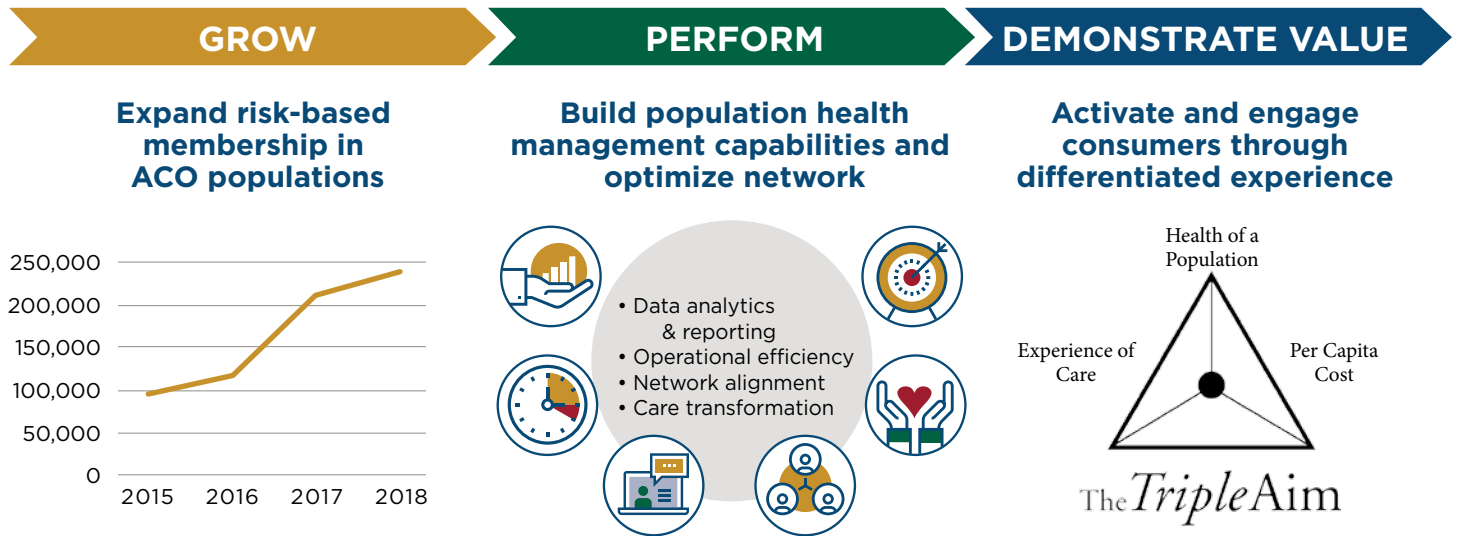 GROW
Expand risk-based
membership in
ACO populations
250,000
200,000
150,000
100,000
50,000
0
2015 2016 2017 2018
PERFORM
Build population health
management capabilities and
optimize network
• Data analytics
& reporting
• Operational efficiency
• Network alignment
• Care transformation
DEMONSTRATE VALUE
Activate and engage
consumers through
differentiated experience
Health of a
Population
Experience of
Care
Per Capita
Cost
The Triple Aim